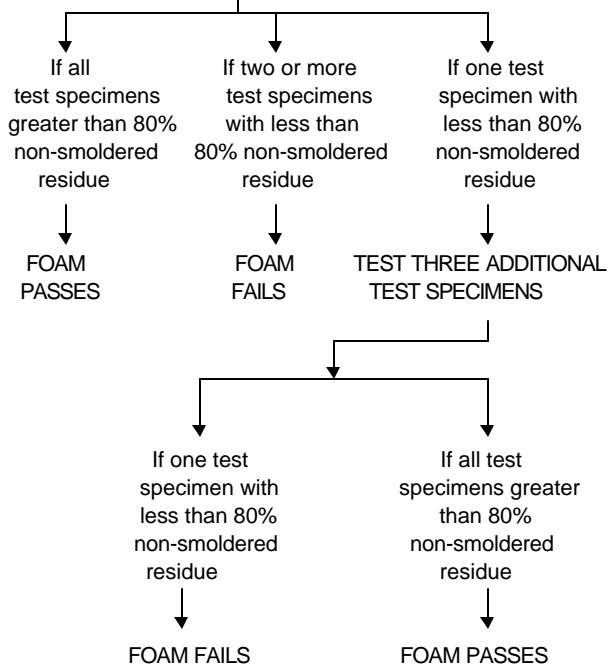 If all
test specimens
greater than 80%
non-smoldered
residue
FOAM
PASSES
If two or more
test specimens
with less than
80% non-smoldered
residue
FOAM
FAILS
If one test
specimen with
less than 80%
non-smoldered
residue
TEST THREE ADDITIONAL
TEST SPECIMENS
If one test
specimen with
less than 80%
non-smoldered
residue
FOAM FAILS
If all test
specimens greater
than 80%
non-smoldered
residue
FOAM PASSES